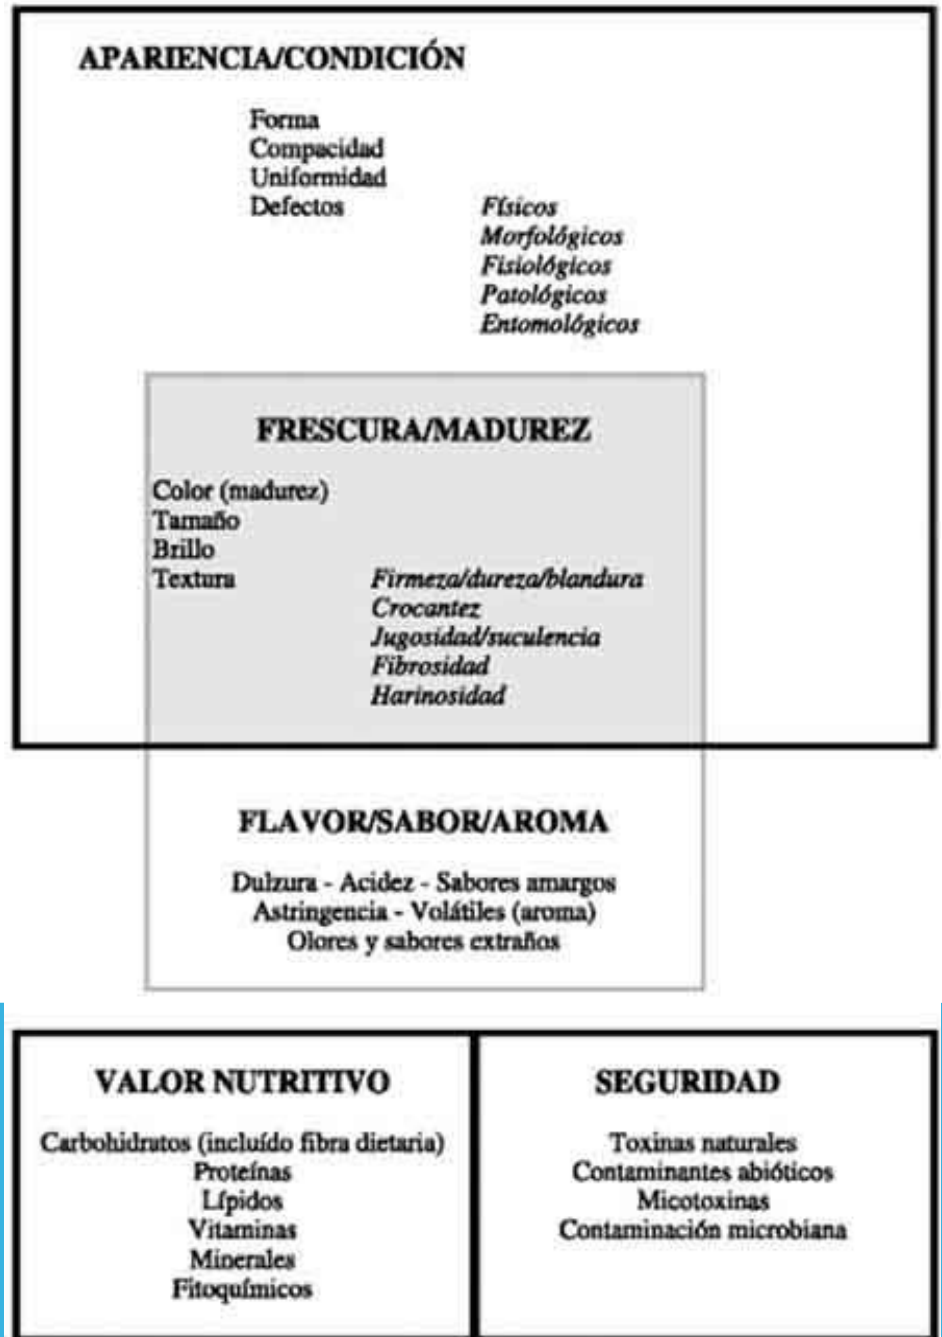 APARIENCIA/CONDICIÓN
Forma
Compacidad
Uniformidad
Defectos Físicos
Morfológicos
Fisiológicos
Patológicos
Entomológicos
FRESCURA/MADUREZ
Color (madurez)
Tamaño
Brillo
Textura Firmeza/dureza/blandura
Crocantez
Jugosidad/suculencia
Fibrosidad
Harinosidad
FLAVOR/SABOR/AROMA
Dulzura - Acidez - Sabores amargos
Astringencia - Volátiles (aroma)
Olores y sabores extraños
VALOR NUTRITIVO
Carbohidratos (incluído fibra dietaria)
Proteínas
Lípidos
Vitaminas
Minerales
Fitoquímicos
SEGURIDAD
Toxinas naturales
Contaminantes abióticos
Micotoxinas
Contaminación microbiana